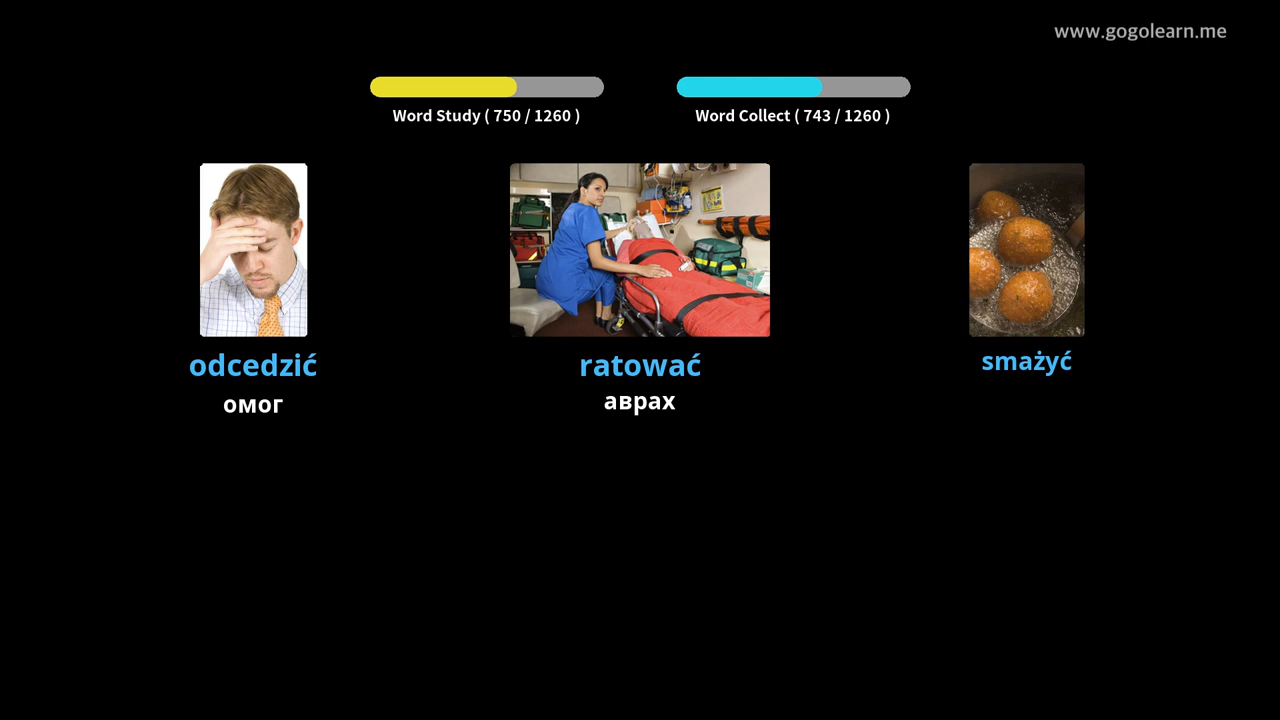 www.gogolearn.me
Word Study ( 750 / 1260 )
Word Collect ( 743 / 1260 )
odcedzić
омог
ratować
аврах
smażyć